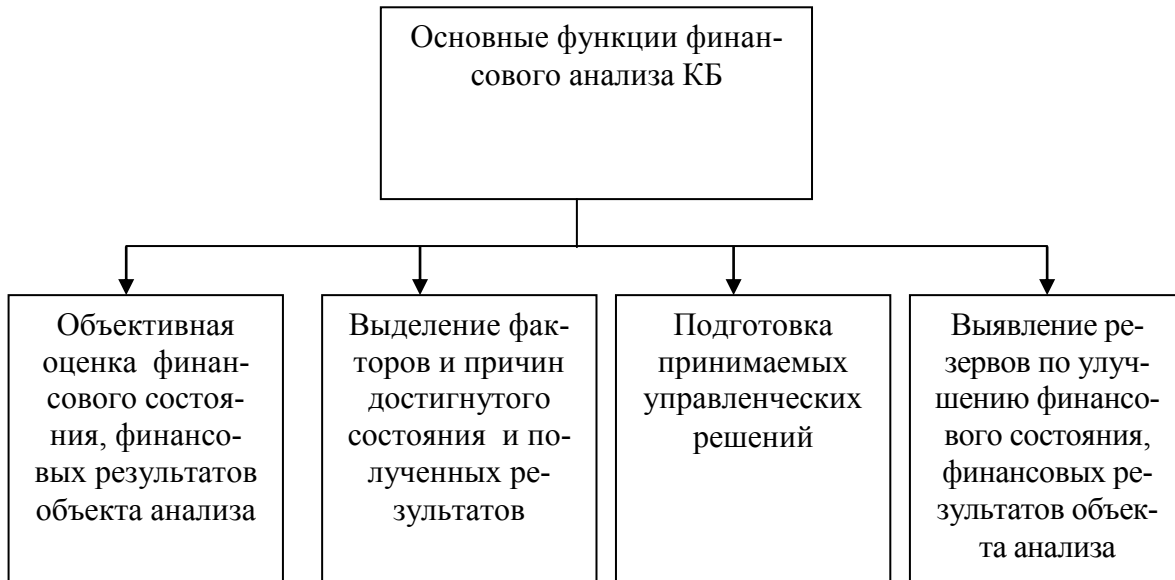 Основные функции финан-
сового анализа КБ
Объективная
оценка финан-
сового состоя-
ния, финансо-
вых результатов
объекта анализа
Выделение фак-
торов и причин
достигнутого
состояния и по-
лученных ре-
зультатов
Подготовка
принимаемых
управленческих
решений
Выявление ре-
зервов по улуч-
шению финансо-
вого состояния,
финансовых ре-
зультатов объек-
та анализа